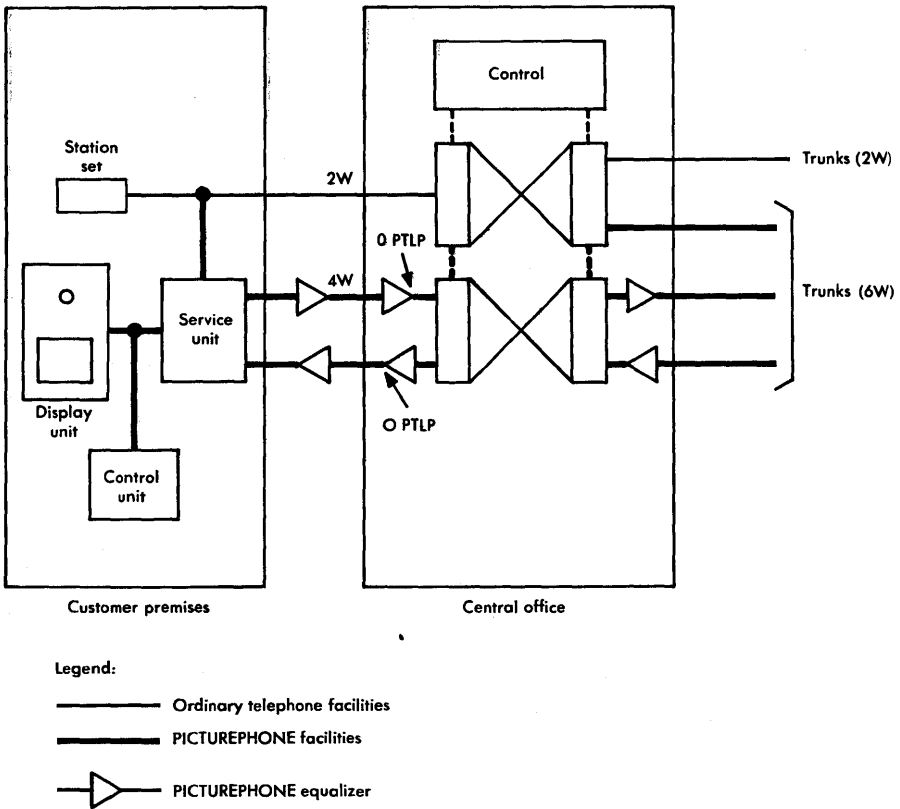 Control
Station
set
2W
Trunks (2W)
0 PTLP
4W
Trunks (6W)
Service
unit
Display
unit
O PTLP
Control
unit
Customer premises
Central office
Legend:
Ordinary telephone facilities
PICTUREPHONE facilities
PICTUREPHONE equalizer